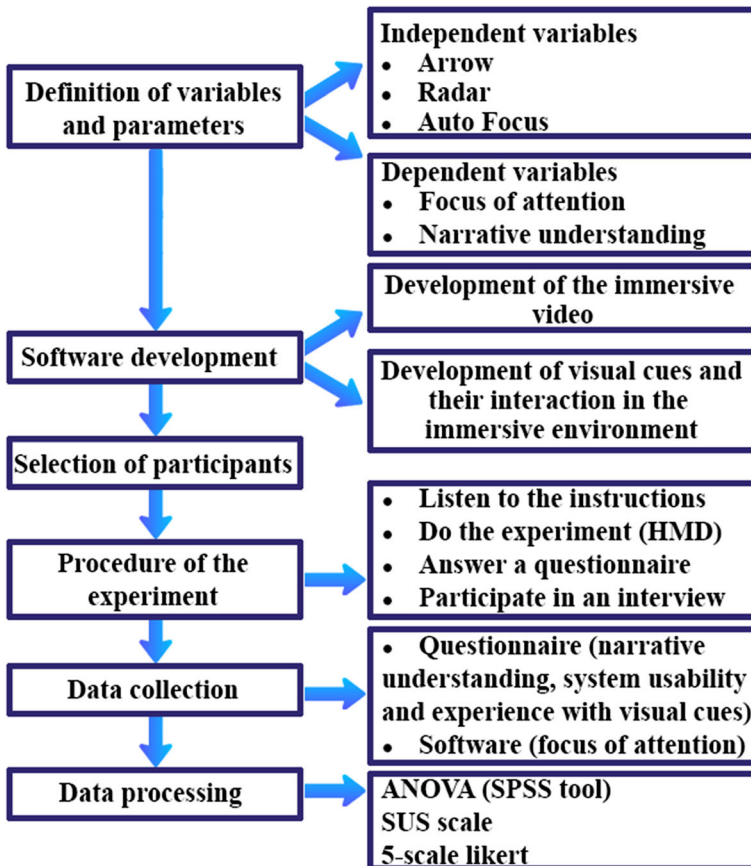 Definition of variables
and parameters
Independent variables
• Arrow
• Radar
• Auto Focus
Dependent variables
• Focus of attention
• Narrative understanding
Software development
Development of the immersive
video
Development of visual cues and
their interaction in the
immersive environment
Selection of participants
Procedure of the
experiment
• Listen to the instructions
• Do the experiment (HMD)
• Answer a questionnaire
• Participate in an interview
Data collection
• Questionnaire (narrative
understanding, system usability
and experience with visual cues)
• Software (focus of attention)
Data processing
ANOVA (SPSS tool)
SUS scale
5-scale likert